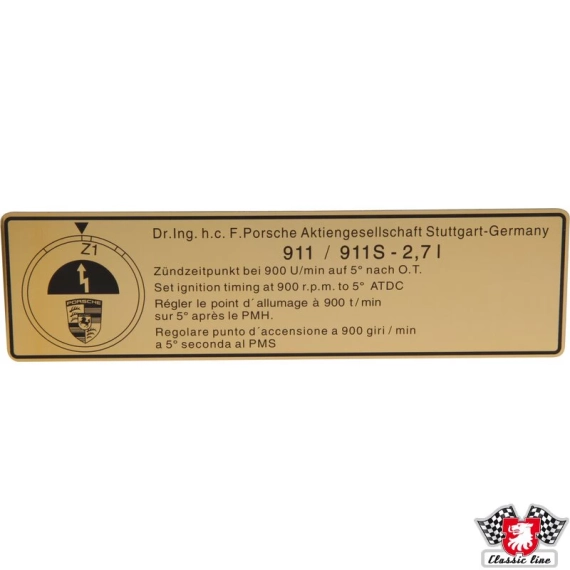 Z1
Dr.Ing. h.c. F.Porsche Aktiengesellschaft Stuttgart-Germany
911 / 911S - 2,7 l
Zündzeitpunkt bei 900 U/min auf 5° nach O.T.
Set ignition timing at 900 r.p.m. to 5° ATDC
Régler le point d´allumage à 900 t/min
sur 5° après le PMH.
Regolare punto d´accensione a 900 giri / min
a 5° seconda al PMS
PORSCHE
Classic line